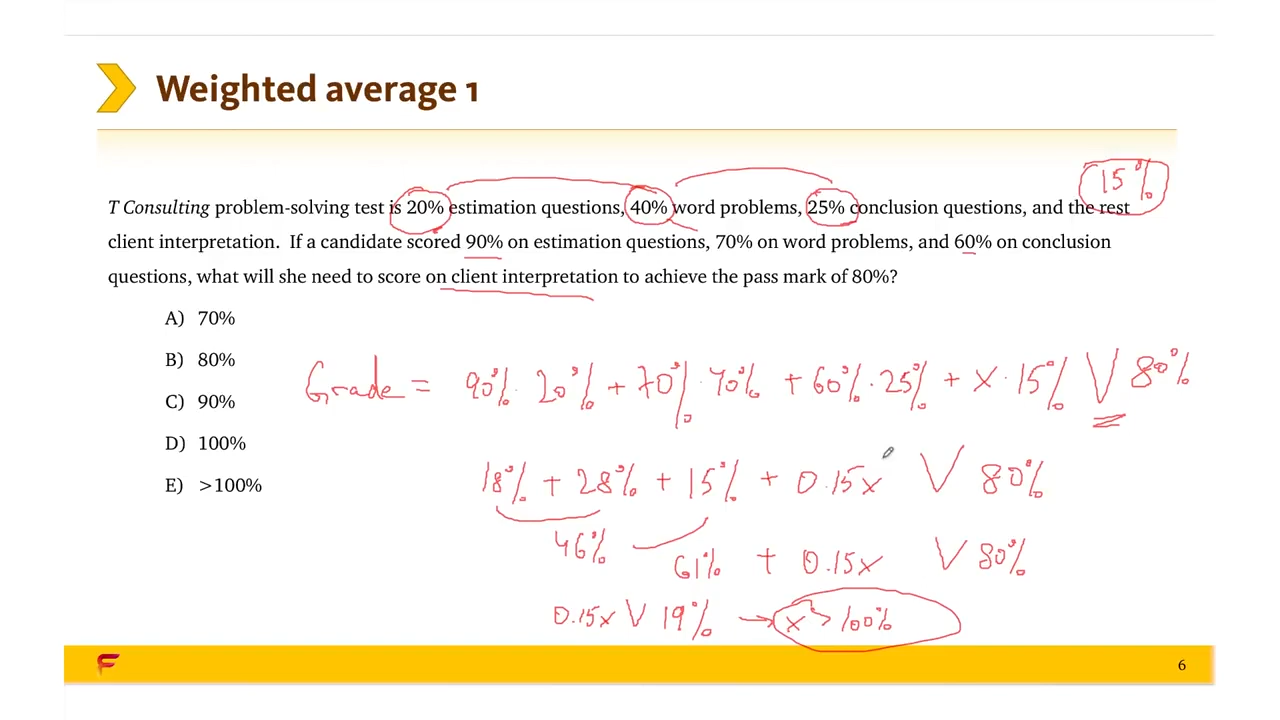 Weighted average 1
15%
T Consulting problem-solving test is 20% estimation questions, 40% word problems, 25% conclusion questions, and the rest
client interpretation. If a candidate scored 90% on estimation questions, 70% on word problems, and 60% on conclusion
questions, what will she need to score on client interpretation to achieve the pass mark of 80%?
A) 70%
B) 80%
C) 90%
D) 100%
E) >100%
Grade = 90% · 20% + 70% · 40% + 60% · 25% + x · 15% V 80%
18% + 28% + 15% + 0.15x V 80%
46%
61% + 0.15x V 80%
0.15x V 19% → x > 100%
F
6